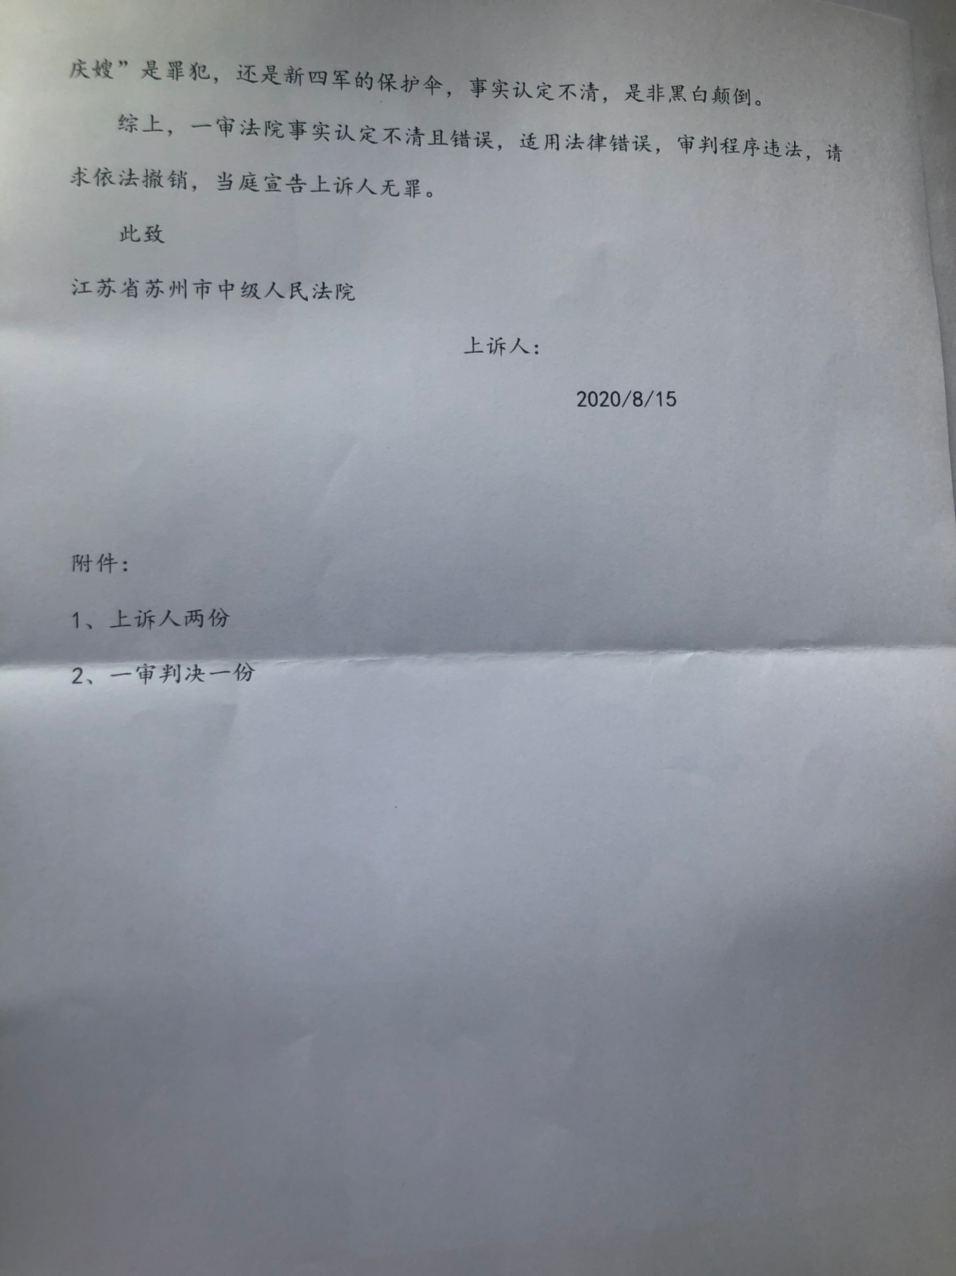 庆嫂”是罪犯，还是新四军的保护伞，事实认定不清，是非黑白颠倒。
综上，一审法院事实认定不清且错误，适用法律错误，审判程序违法，请
求依法撤销，当庭宣告上诉人无罪。
此致
江苏省苏州市中级人民法院
上诉人：
2020/8/15
附件：
1、上诉人两份
2、一审判决一份